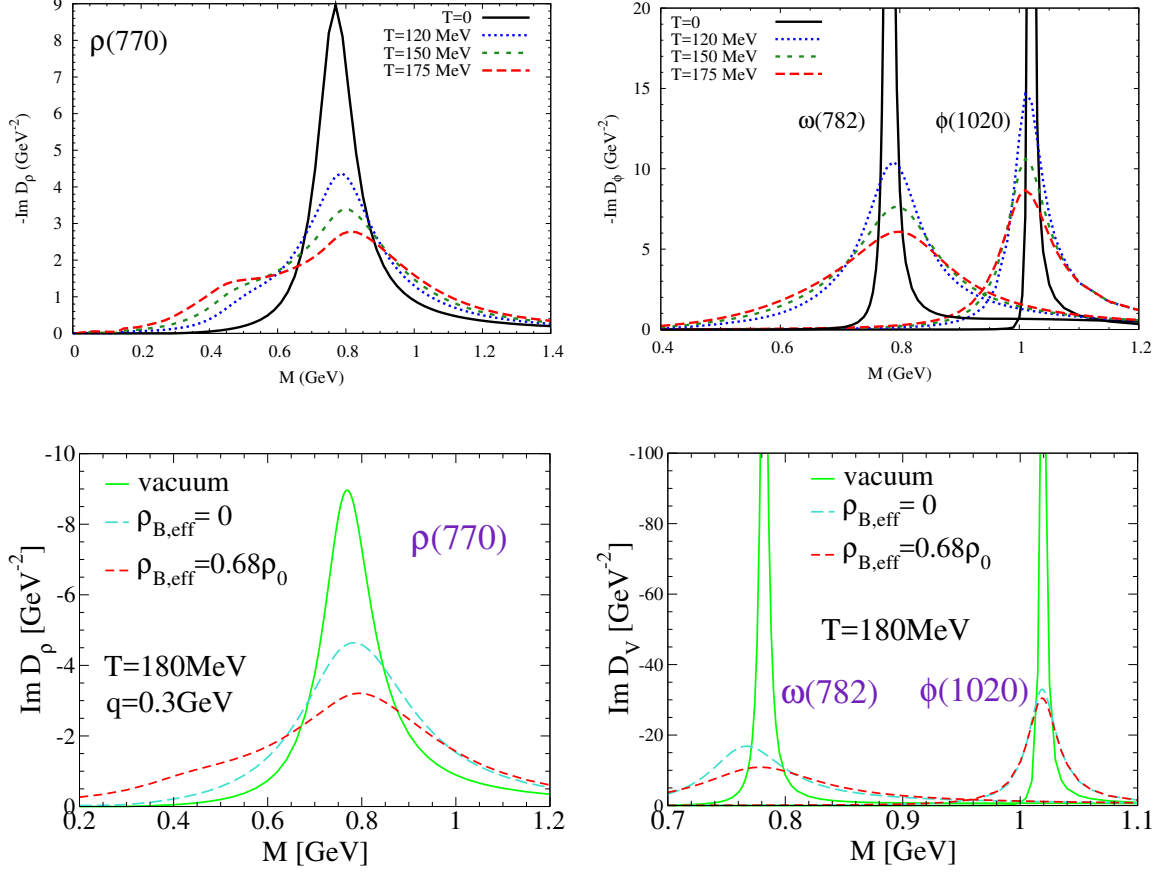 ρ(770)
T=0
T=120 MeV
T=150 MeV
T=175 MeV
9
8
7
6
5
4
3
2
1
0
-Im D_ρ (GeV^-2)
0 0.2 0.4 0.6 0.8 1 1.2 1.4
M (GeV)
T=0
T=120 MeV
T=150 MeV
T=175 MeV
ω(782) ϕ(1020)
-20
15
10
5
0
-Im D_ϕ (GeV^-2)
0.4 0.6 0.8 1 1.2
M (GeV)
vacuum
ρ_B,eff= 0
ρ_B,eff=0.68ρ_0
ρ(770)
T=180MeV
q=0.3GeV
-10
-8
-6
-4
-2
0
Im D_ρ [GeV^-2]
0.2 0.4 0.6 0.8 1 1.2
M [GeV]
vacuum
ρ_B,eff= 0
ρ_B,eff=0.68ρ_0
T=180MeV
ω(782) ϕ(1020)
-100
-80
-60
-40
-20
0
Im D_V [GeV^-2]
0.7 0.8 0.9 1 1.1
M [GeV]